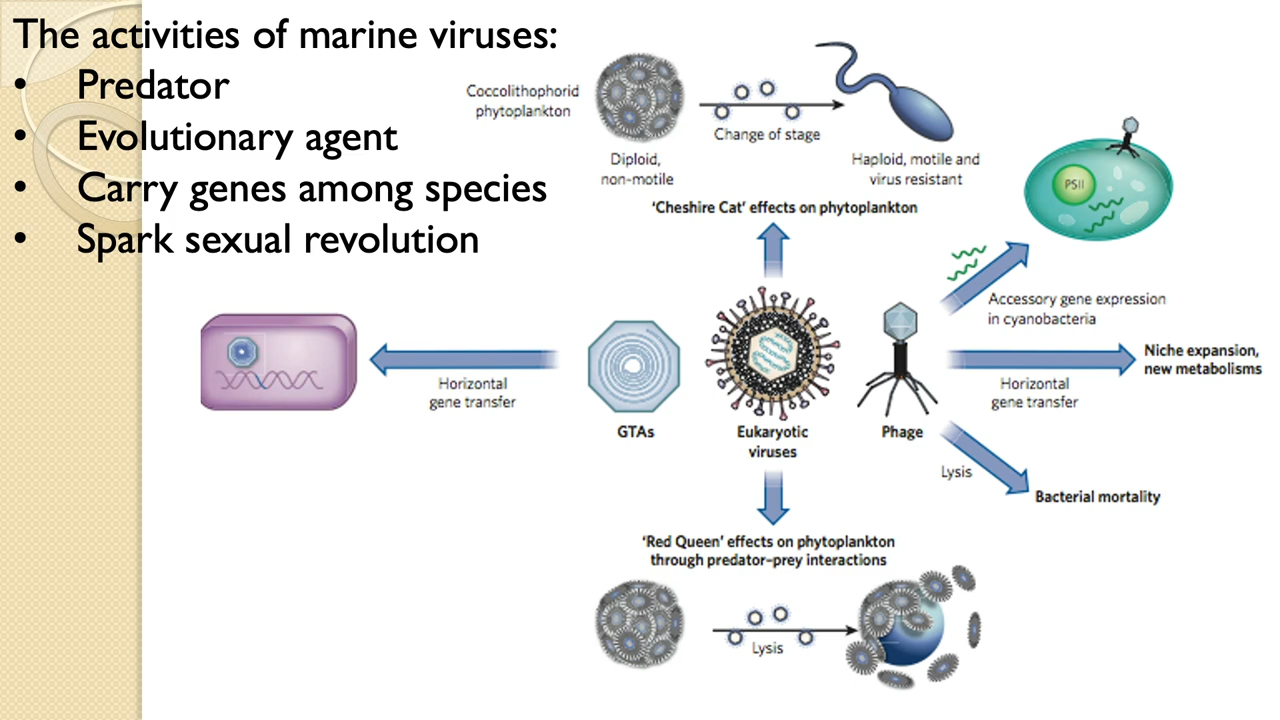 The activities of marine viruses:
• Predator
• Evolutionary agent
• Carry genes among species
• Spark sexual revolution
Coccolithophorid
phytoplankton
Change of stage
Diploid,
non-motile
Haploid, motile and
virus resistant
'Cheshire Cat' effects on phytoplankton
PSII
Accessory gene expression
in cyanobacteria
Horizontal
gene transfer
GTAs
Eukaryotic
viruses
Phage
Horizontal
gene transfer
Niche expansion,
new metabolisms
Lysis
Bacterial mortality
'Red Queen' effects on phytoplankton
through predator–prey interactions
Lysis